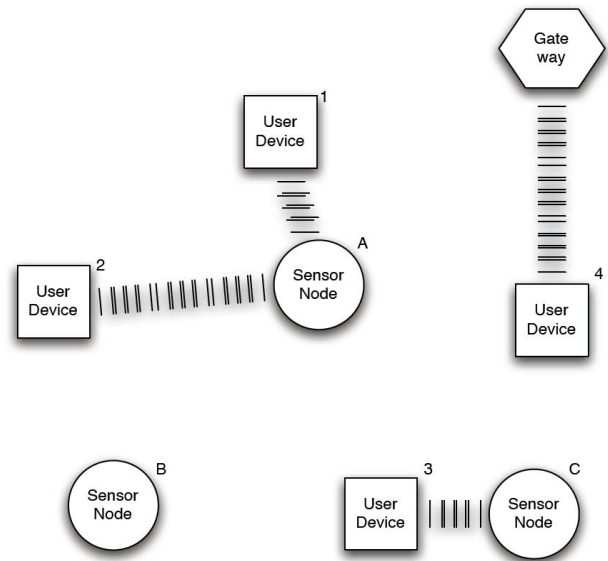 Gate
way
1
User
Device
A
Sensor
Node
2
User
Device
4
User
Device
B
Sensor
Node
3
User
Device
C
Sensor
Node